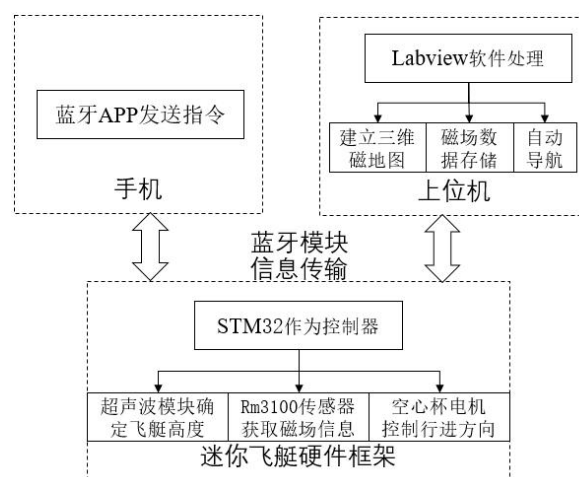 蓝牙APP发送指令
手机
Labview软件处理
建立三维
磁地图
磁场数
据存储
自动
导航
上位机
蓝牙模块
信息传输
STM32作为控制器
超声波模块确
定飞艇高度
Rm3100传感器
获取磁场信息
空心杯电机
控制行进方向
迷你飞艇硬件框架